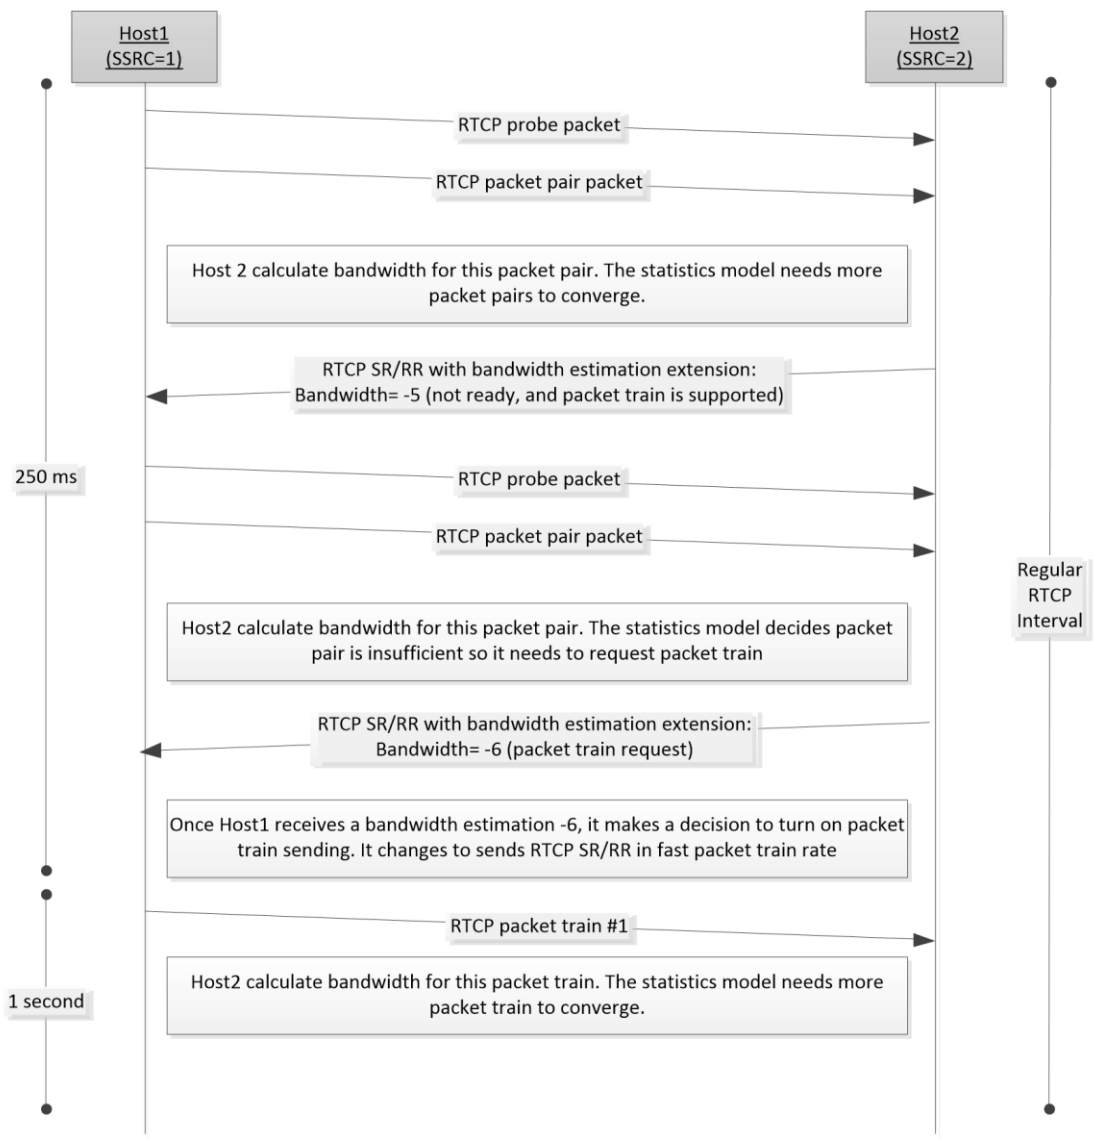 Host1
(SSRC=1)
Host2
(SSRC=2)
RTCP probe packet
RTCP packet pair packet
Host 2 calculate bandwidth for this packet pair. The statistics model needs more
packet pairs to converge.
RTCP SR/RR with bandwidth estimation extension:
Bandwidth= -5 (not ready, and packet train is supported)
250 ms
RTCP probe packet
RTCP packet pair packet
Regular
RTCP
Interval
Host2 calculate bandwidth for this packet pair. The statistics model decides packet
pair is insufficient so it needs to request packet train
RTCP SR/RR with bandwidth estimation extension:
Bandwidth= -6 (packet train request)
Once Host1 receives a bandwidth estimation -6, it makes a decision to turn on packet
train sending. It changes to sends RTCP SR/RR in fast packet train rate
RTCP packet train #1
Host2 calculate bandwidth for this packet train. The statistics model needs more
packet train to converge.
1 second